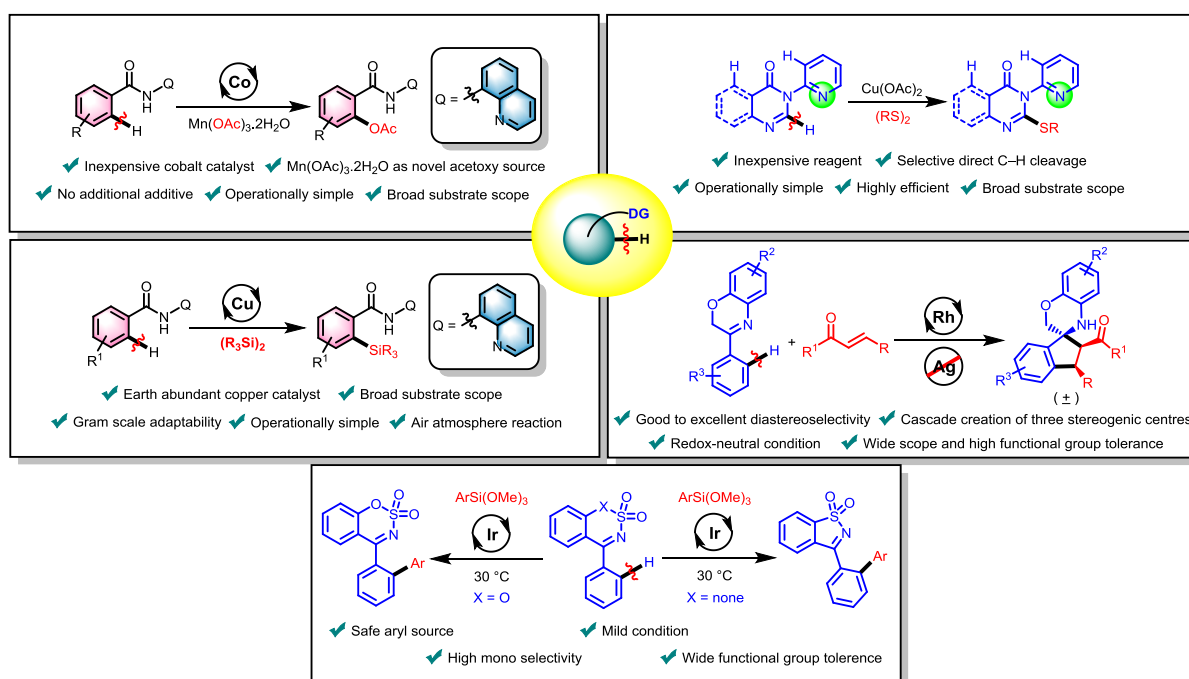 O
N
H
Q
R
H
Co
Mn(OAc)3.2H2O
O
N
H
Q
R
OAc
Q =
N
Inexpensive cobalt catalyst
Mn(OAc)3.2H2O as novel acetoxy source
No additional additive
Operationally simple
Broad substrate scope
H
O
H
N
N
N
H
Cu(OAc)2
(RS)2
H
O
H
N
N
N
SR
Inexpensive reagent
Selective direct C–H cleavage
Operationally simple
Highly efficient
Broad substrate scope
DG
H
O
N
H
Q
R1
H
Cu
(R3Si)2
O
N
H
Q
R1
SiR3
Q =
N
Earth abundant copper catalyst
Broad substrate scope
Gram scale adaptability
Operationally simple
Air atmosphere reaction
R2
O
N
H
R3
+
O
R1
R
Rh
Ag
R2
O
NH
O
R1
R3
R
( ± )
Good to excellent diastereoselectivity
Cascade creation of three stereogenic centres
Redox-neutral condition
Wide scope and high functional group tolerance
O
S
O
O
N
Ar
ArSi(OMe)3
Ir
30 °C
X = O
X
S
O
O
N
H
ArSi(OMe)3
Ir
30 °C
X = none
O
O
S
N
Ar
Safe aryl source
Mild condition
High mono selectivity
Wide functional group tolerence